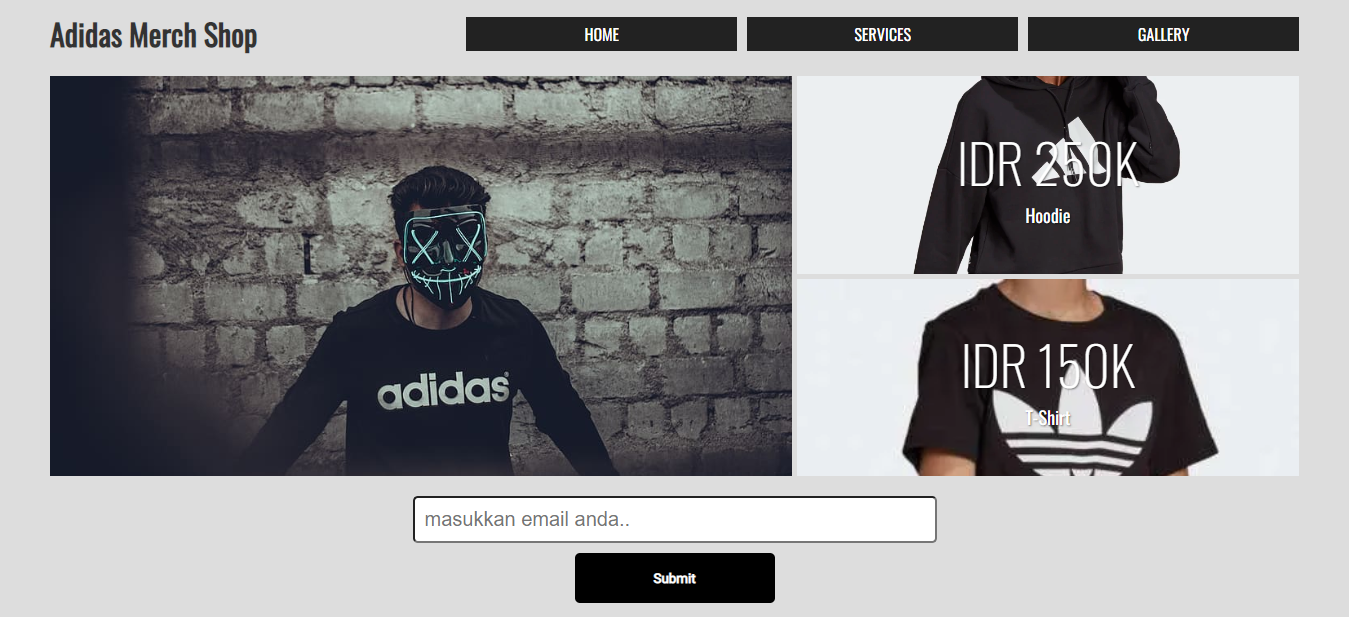 Adidas Merch Shop
HOME
SERVICES
GALLERY
adidas
IDR 250K
Hoodie
IDR 150K
T-Shirt
masukkan email anda..
Submit